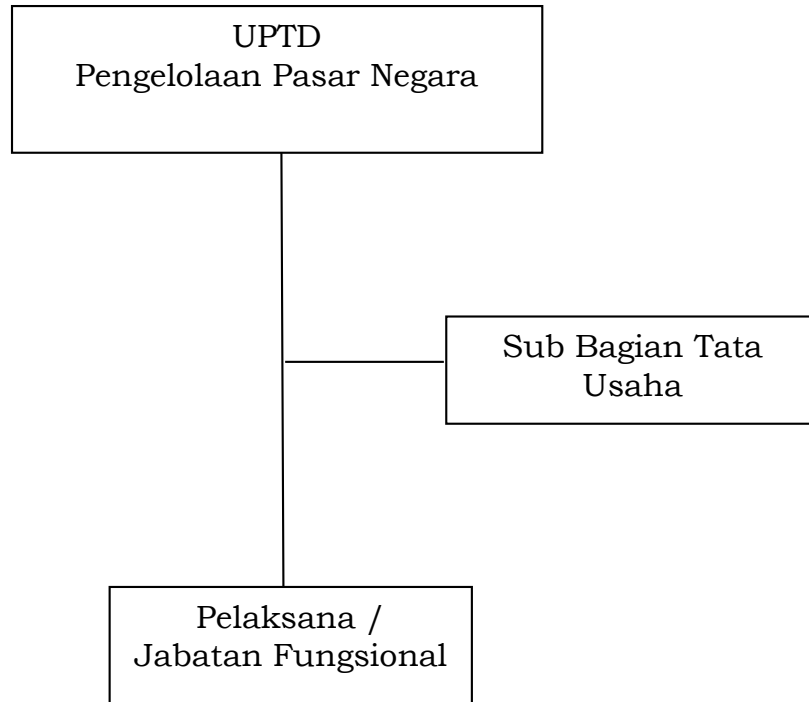 UPTD
Pengelolaan Pasar Negara
Sub Bagian Tata
Usaha
Pelaksana /
Jabatan Fungsional